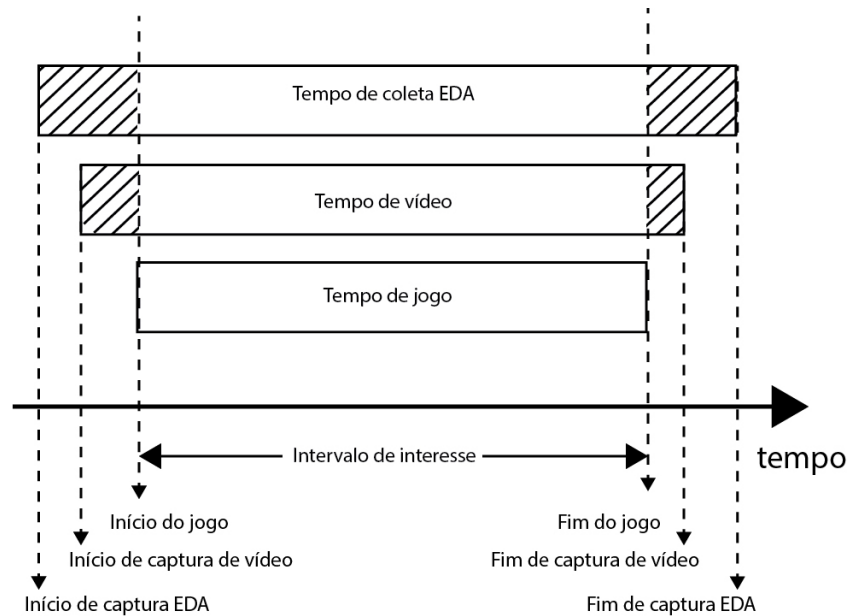 Tempo de coleta EDA
Tempo de vídeo
Tempo de jogo
Intervalo de interesse
tempo
Início do jogo
Fim do jogo
Início de captura de vídeo
Fim de captura de vídeo
Início de captura EDA
Fim de captura EDA